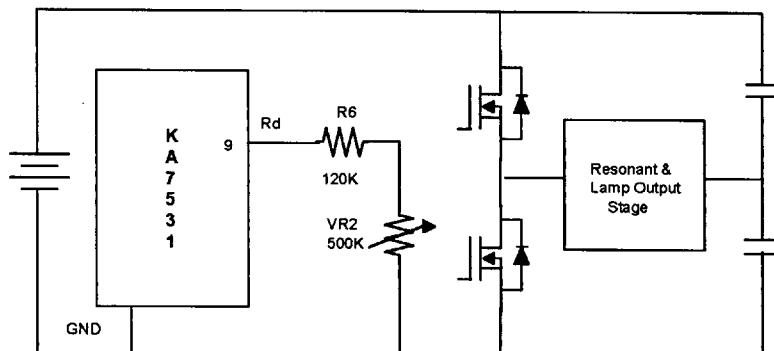 K
A
7
5
3
1
9
Rd
R6
120K
VR2
500K
Resonant &
Lamp Output
Stage
GND